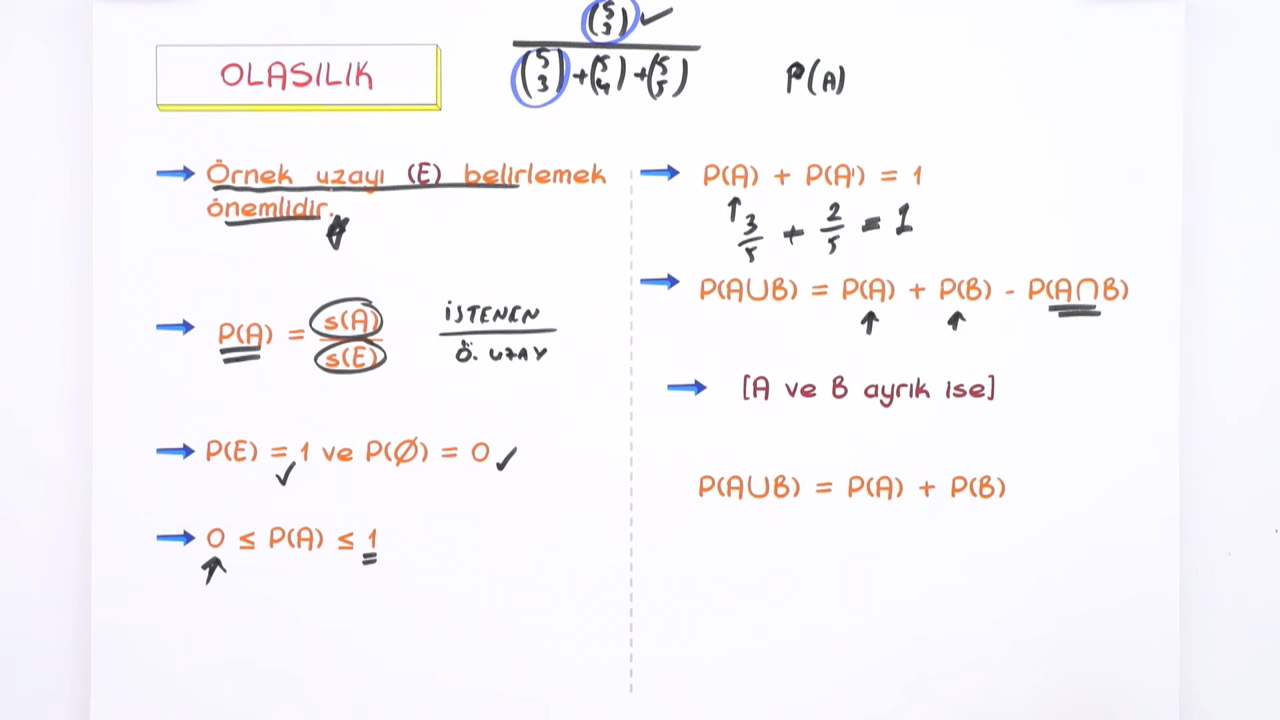 (5 3) ✓
(5 3) + (5 4) + (5 5)
P(A)
OLASILIK
→ Örnek uzayı (E) belirlemek
önemlidir.
→ P(A) = s(A) / s(E)
İSTENEN
Ö. UZAY
→ P(E) = 1 ve P(∅) = 0 ✓
✓
→ 0 ≤ P(A) ≤ 1
→ P(A) + P(A') = 1
3/5 + 2/5 = 1
→ P(A∪B) = P(A) + P(B) - P(A∩B)
→ [A ve B ayrık ise]
P(A∪B) = P(A) + P(B)